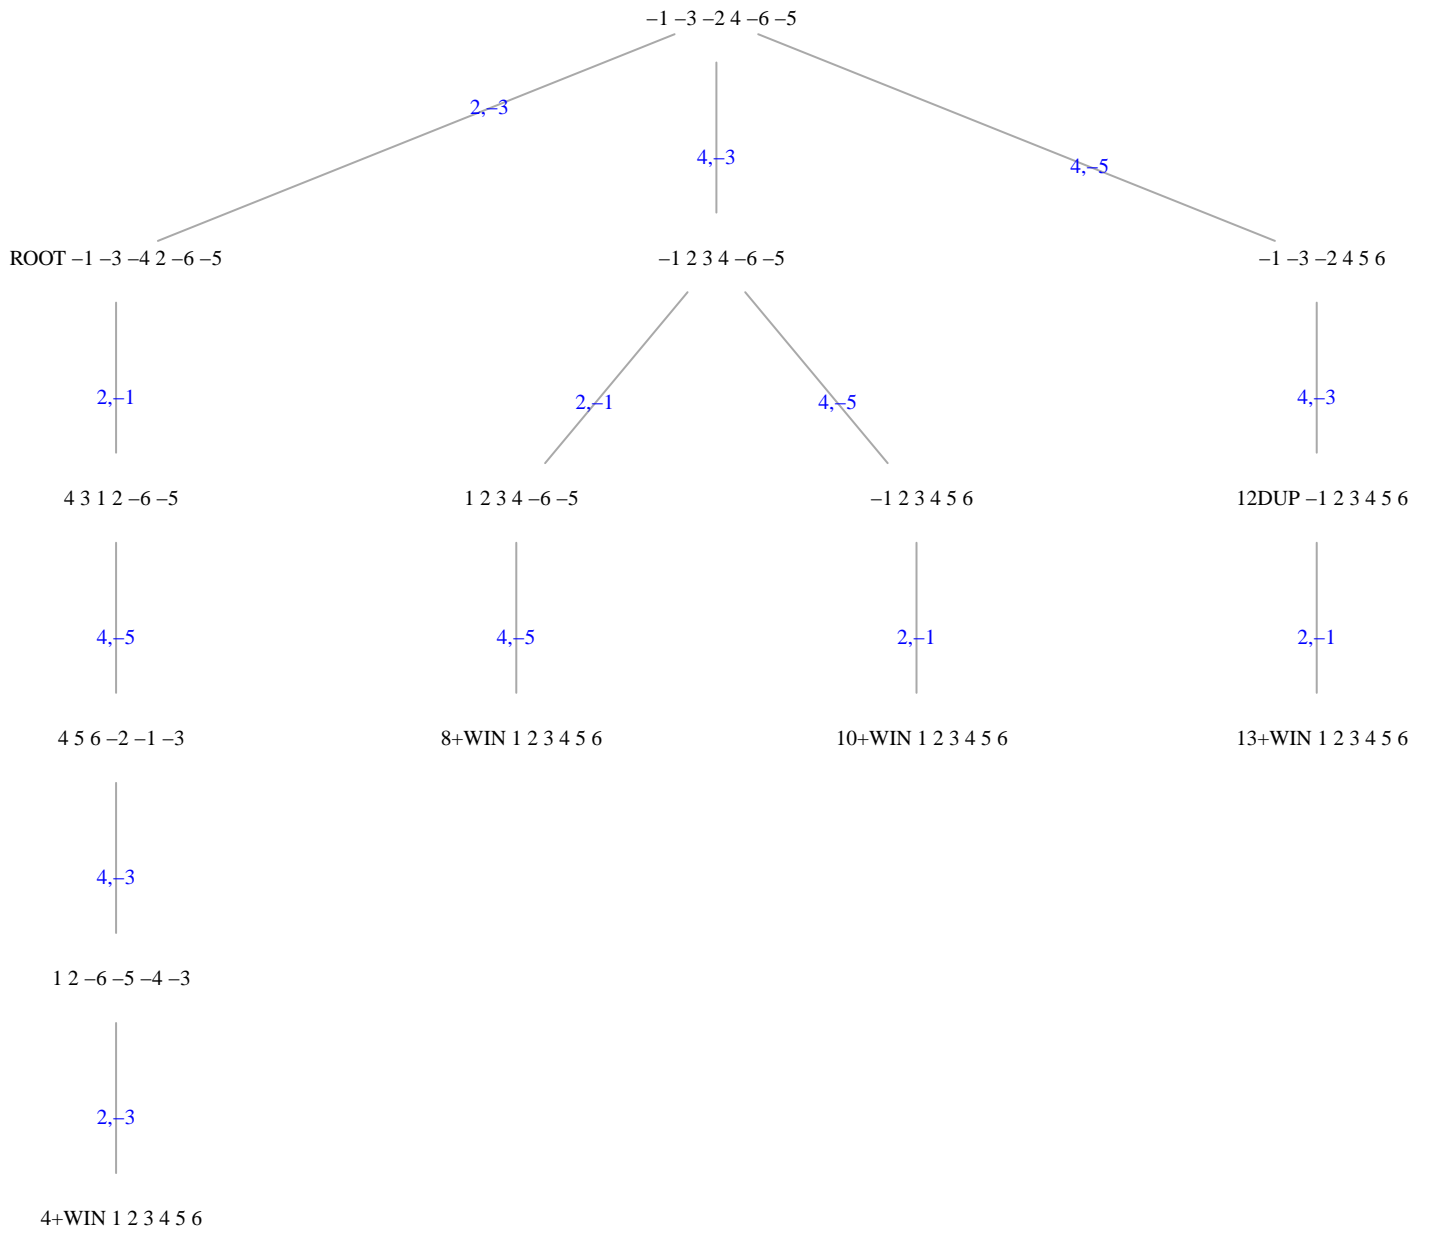 –1 –3 –2 4 –6 –5
2,–3
4,–3
4,–5
ROOT –1 –3 –4 2 –6 –5
–1 2 3 4 –6 –5
–1 –3 –2 4 5 6
2,–1
2,–1
4,–5
4,–3
4 3 1 2 –6 –5
1 2 3 4 –6 –5
–1 2 3 4 5 6
12DUP –1 2 3 4 5 6
4,–5
4,–5
2,–1
2,–1
4 5 6 –2 –1 –3
8+WIN 1 2 3 4 5 6
10+WIN 1 2 3 4 5 6
13+WIN 1 2 3 4 5 6
4,–3
1 2 –6 –5 –4 –3
2,–3
4+WIN 1 2 3 4 5 6